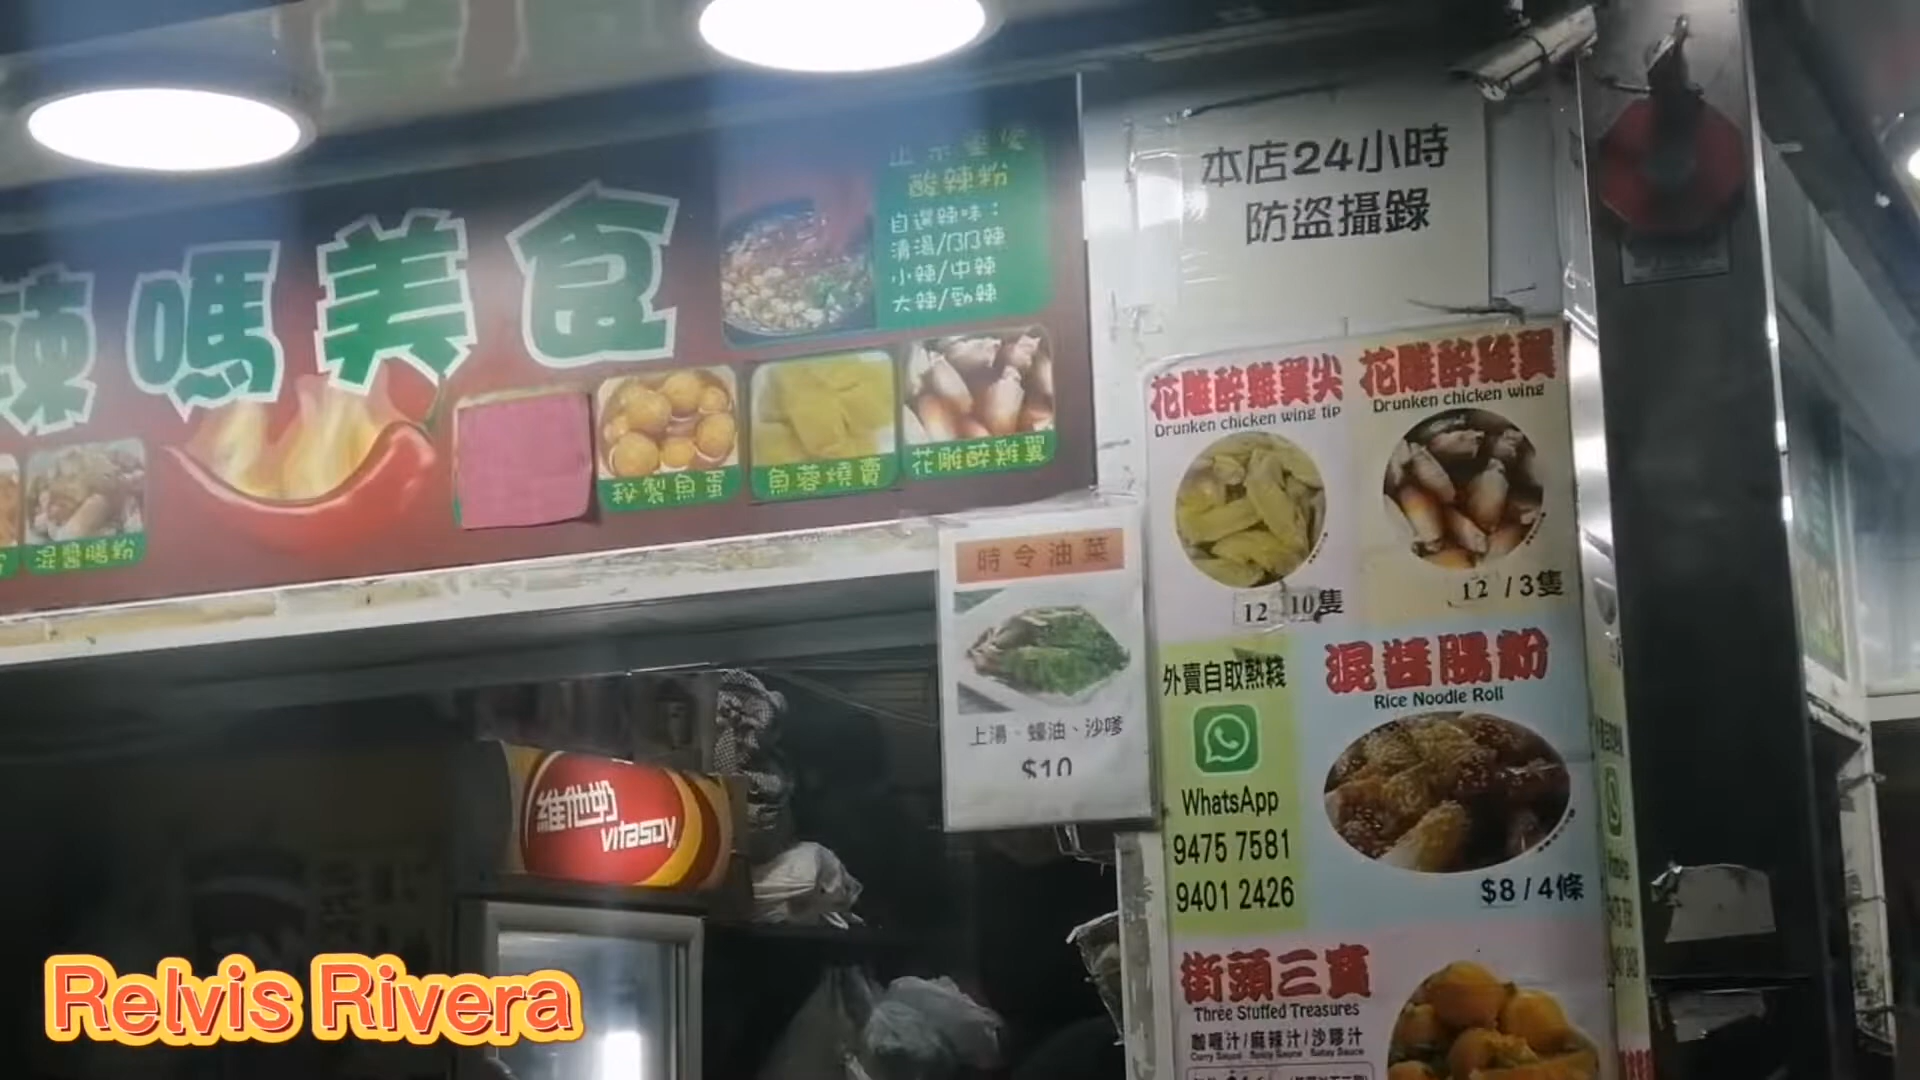 辣嗎美食
酸辣粉
自選辣味：
清湯/BB辣
小辣/中辣
大辣/勁辣
混醬腸粉
秘製魚蛋
魚蓉燒賣
花雕醉雞翼
本店24小時
防盜攝錄
時令油菜
上湯、蠔油、沙嗲
$10
花雕醉雞翼尖
Drunken chicken wing tip
12 10隻
花雕醉雞翼
Drunken chicken wing
12 / 3隻
外賣自取熱綫
WhatsApp
9475 7581
9401 2426
混醬腸粉
Rice Noodle Roll
$8 / 4條
街頭三寶
Three Stuffed Treasures
咖喱汁/麻辣汁/沙嗲汁
Curry Sauce Spicy Sauce Satay Sauce
維他奶
vitasoy
Relvis Rivera